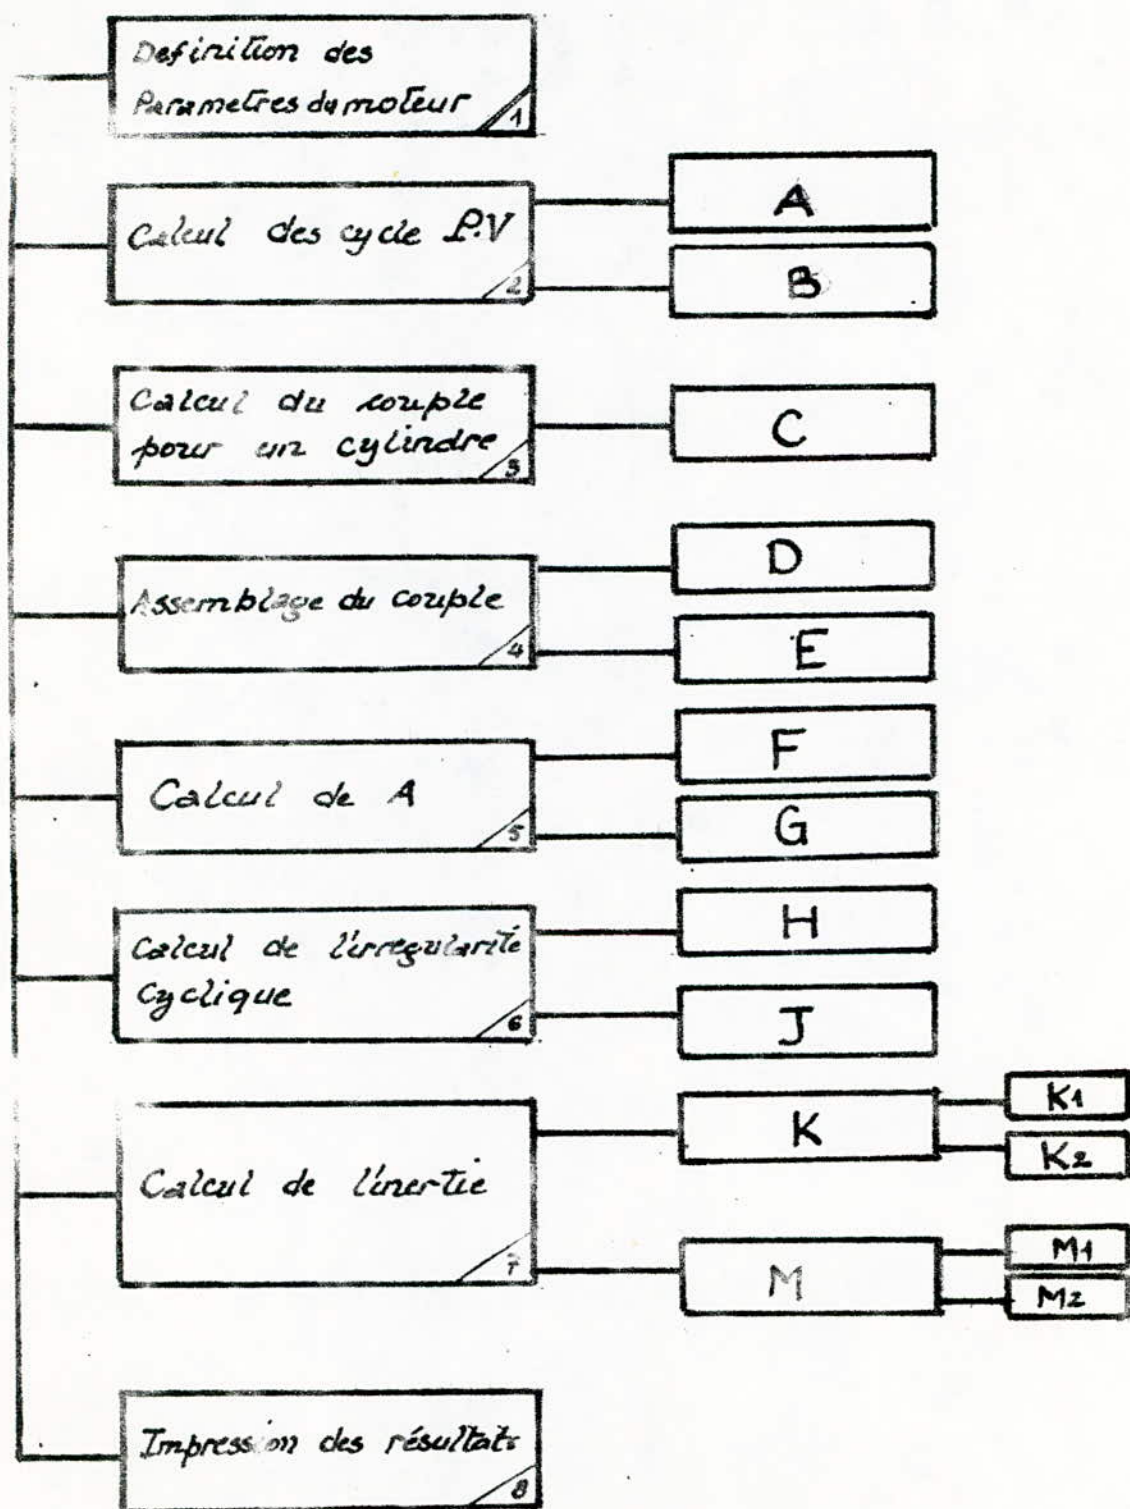 Definition des
Parametres du moteur
1
Calcul des cycle P.V
2
A
B
Calcul du couple
pour un cylindre
3
C
Assemblage du couple
4
D
E
Calcul de A
5
F
G
Calcul de l'irregularité
Cyclique
6
H
J
Calcul de l'inertie
7
K
K1
K2
M
M1
M2
Impression des résultats
8